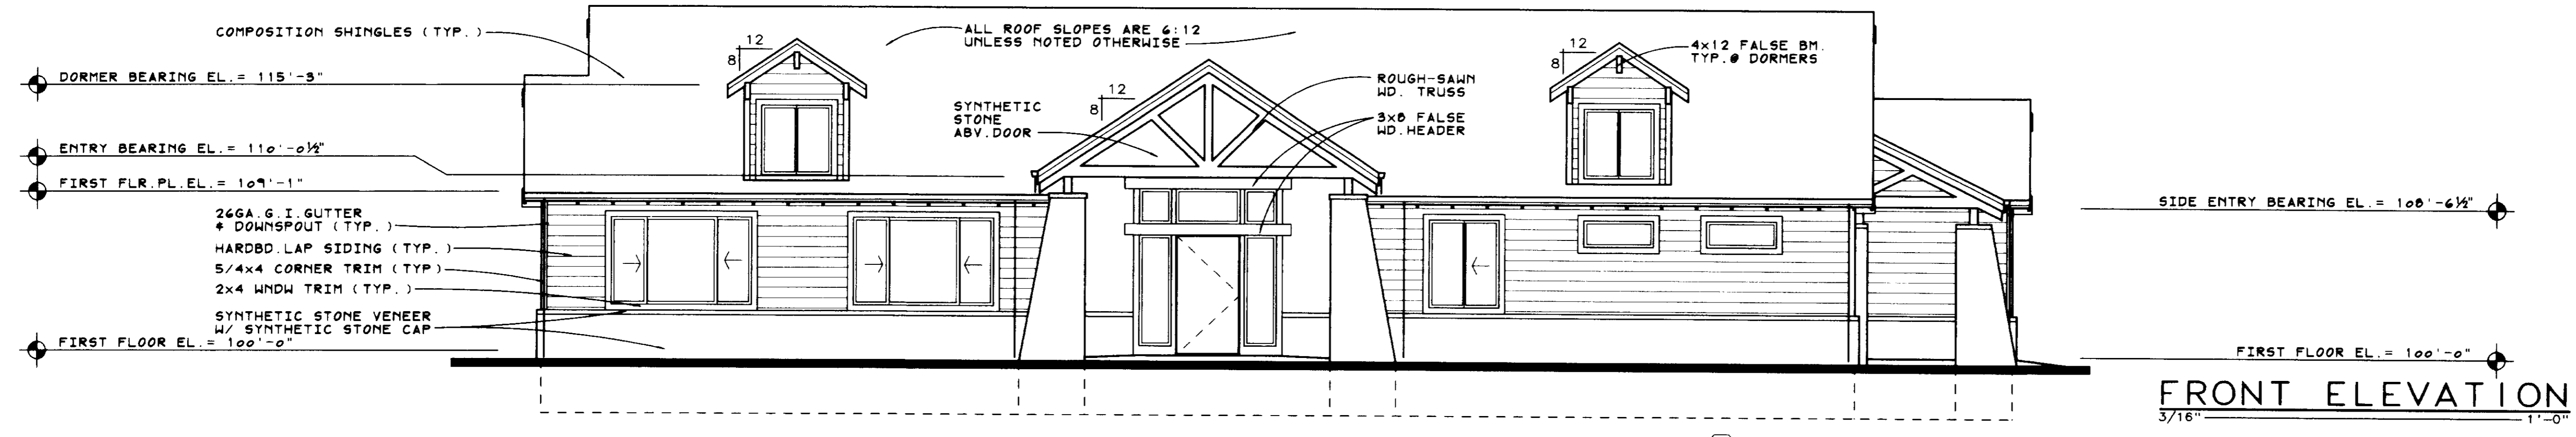 COMPOSITION SHINGLES (TYP.)
DORMER BEARING EL.= 115'-3"
ENTRY BEARING EL.= 110'-0½"
FIRST FLR.PL.EL.= 109'-1"
26GA.G.I.GUTTER
& DOWNSPOUT (TYP.)
HARDBD.LAP SIDING (TYP.)
5/4x4 CORNER TRIM (TYP)
2x4 WNDW TRIM (TYP.)
SYNTHETIC STONE VENEER
W/ SYNTHETIC STONE CAP
FIRST FLOOR EL.= 100'-0"
12
8
ALL ROOF SLOPES ARE 6:12
UNLESS NOTED OTHERWISE
SYNTHETIC
STONE
ABV.DOOR
12
8
ROUGH-SAWN
WD. TRUSS
3x8 FALSE
WD.HEADER
12
8
4x12 FALSE BM.
TYP.@ DORMERS
SIDE ENTRY BEARING EL.= 108'-6½"
FIRST FLOOR EL.= 100'-0"
FRONT ELEVATION
3/16" 1'-0"